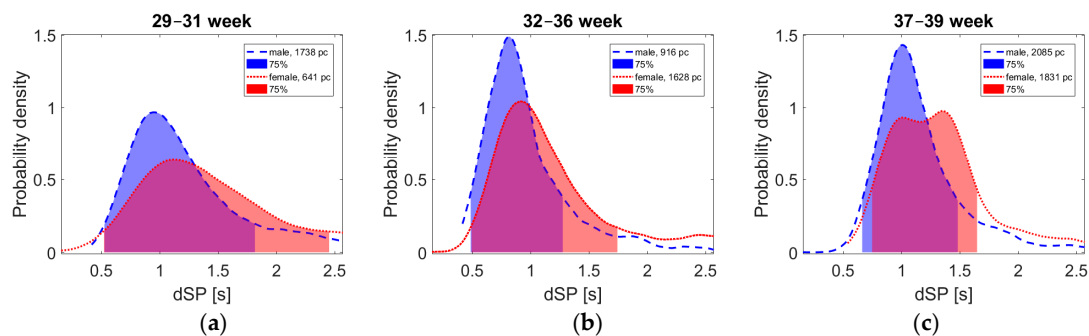 29–31 week
1.5
1
0.5
0
Probability density
0.5
1
1.5
2
2.5
dSP [s]
male, 1738 pc
75%
female, 641 pc
75%
(a)
32–36 week
1.5
1
0.5
0
Probability density
0.5
1
1.5
2
2.5
dSP [s]
male, 916 pc
75%
female, 1628 pc
75%
(b)
37–39 week
1.5
1
0.5
0
Probability density
0.5
1
1.5
2
2.5
dSP [s]
male, 2085 pc
75%
female, 1831 pc
75%
(c)